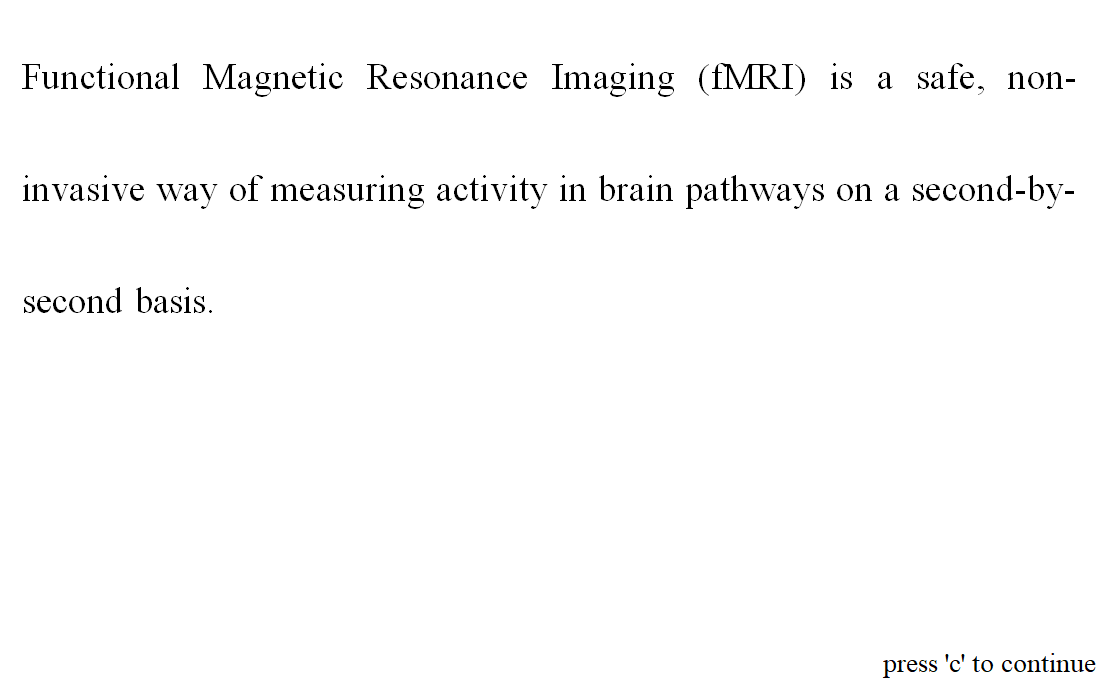 Functional Magnetic Resonance Imaging (fMRI) is a safe, non-
invasive way of measuring activity in brain pathways on a second-by-
second basis.
press 'c' to continue